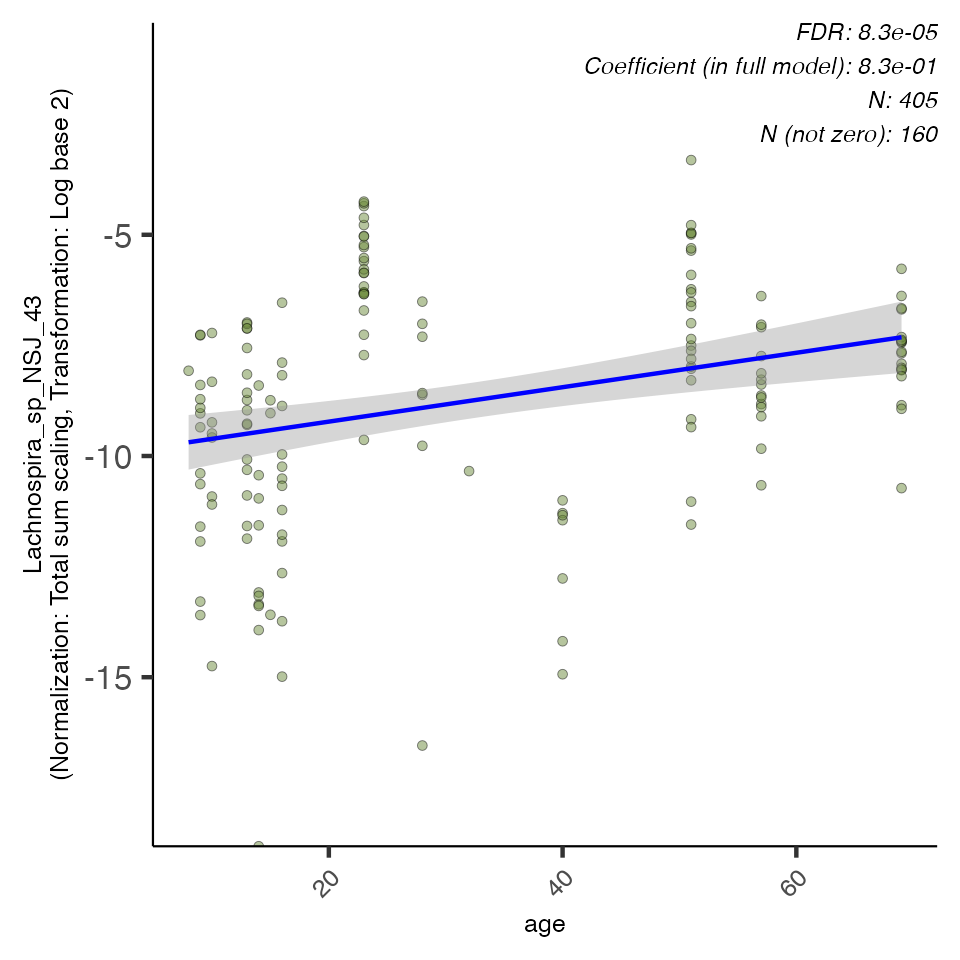 FDR: 8.3e-05
Coefficient (in full model): 8.3e-01
N: 405
N (not zero): 160
Lachnospira_sp_NSJ_43
(Normalization: Total sum scaling, Transformation: Log base 2)
-5
-10
-15
20
40
60
age